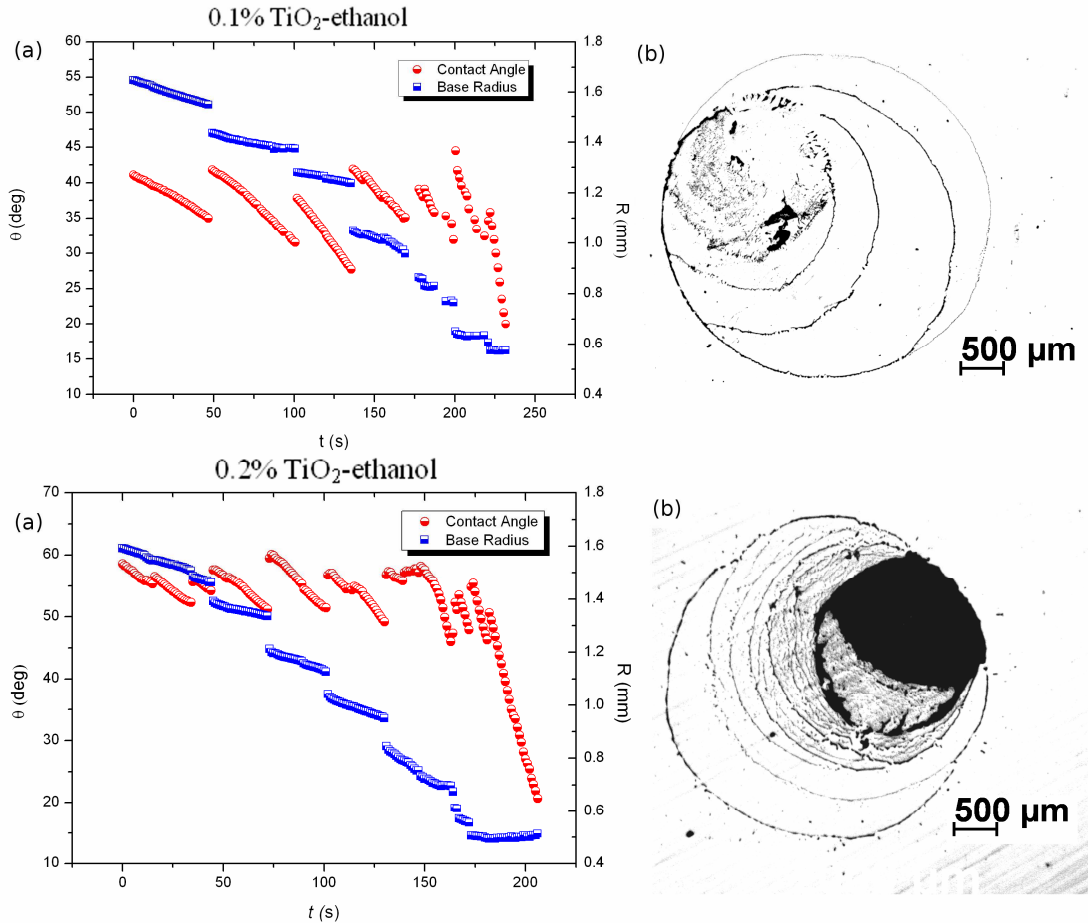 0.1% TiO₂-ethanol
(a)
60
55
50
45
40
35
30
25
20
15
10
θ (deg)
Contact Angle
Base Radius
1.8
1.6
1.4
1.2
1.0
0.8
0.6
0.4
R (mm)
0 50 100 150 200 250
t (s)
(b)
500 µm
0.2% TiO₂-ethanol
(a)
70
60
50
40
30
20
10
θ (deg)
Contact Angle
Base Radius
1.8
1.6
1.4
1.2
1.0
0.8
0.6
0.4
R (mm)
0 50 100 150 200
t (s)
(b)
500 µm